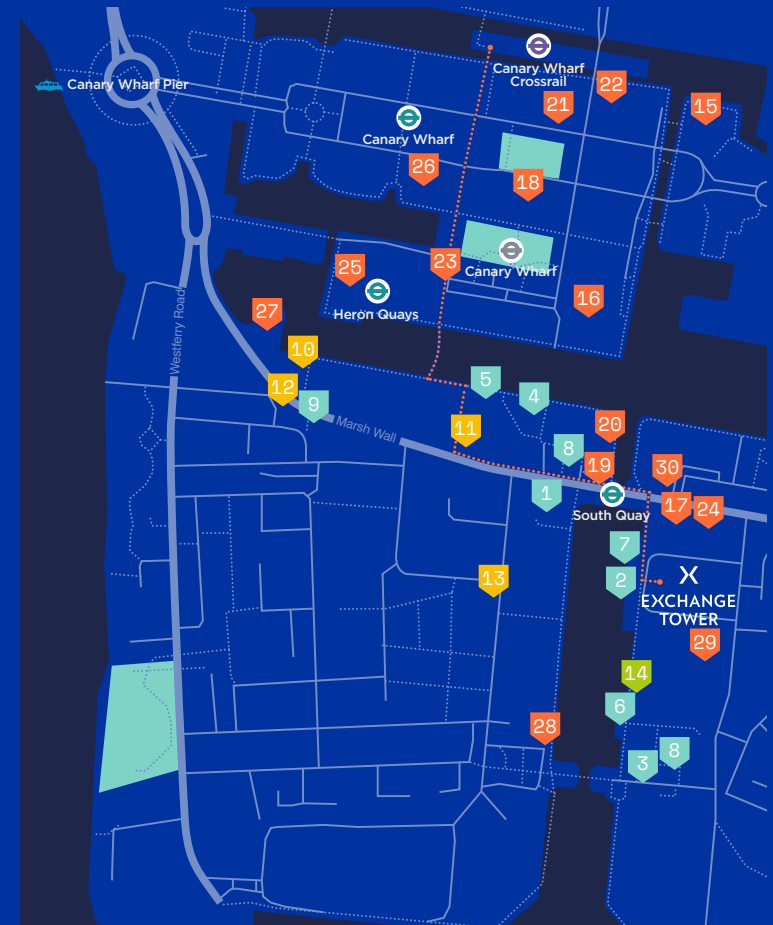 Canary Wharf
Crossrail
Canary Wharf Pier
22
21
15
Canary Wharf
26
18
23
Canary Wharf
25
Heron Quays
16
27
Westferry Road
10
12
9
5
4
Marsh Wall
11
20
8
19
30
1
South Quay
17
24
7
2
13
X
EXCHANGE
TOWER
29
14
6
28
8
3